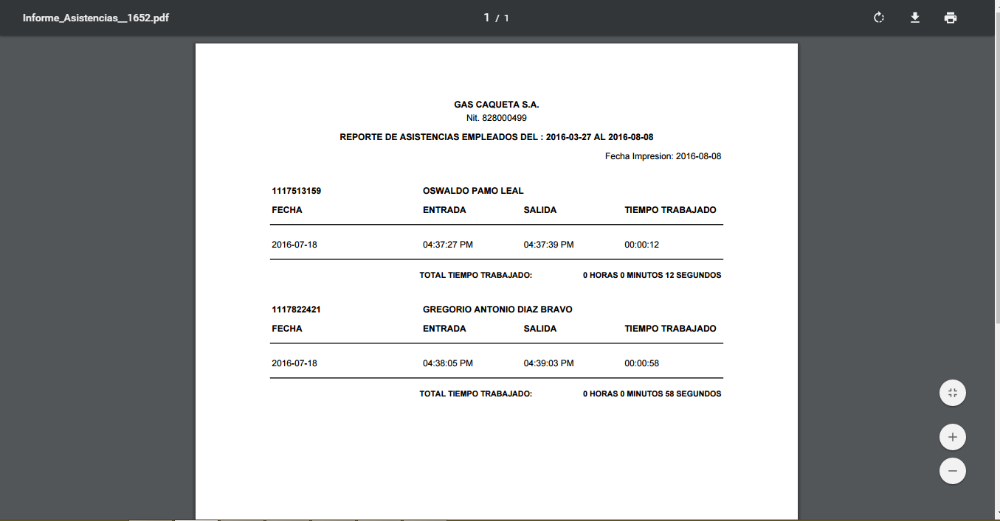 Informe_Asistencias__1652.pdf
1 / 1
GAS CAQUETA S.A.
Nit. 828000499
REPORTE DE ASISTENCIAS EMPLEADOS DEL : 2016-03-27 AL 2016-08-08
Fecha Impresion: 2016-08-08
1117513159 OSWALDO PAMO LEAL
FECHA ENTRADA SALIDA TIEMPO TRABAJADO
2016-07-18 04:37:27 PM 04:37:39 PM 00:00:12
TOTAL TIEMPO TRABAJADO: 0 HORAS 0 MINUTOS 12 SEGUNDOS
1117822421 GREGORIO ANTONIO DIAZ BRAVO
FECHA ENTRADA SALIDA TIEMPO TRABAJADO
2016-07-18 04:38:05 PM 04:39:03 PM 00:00:58
TOTAL TIEMPO TRABAJADO: 0 HORAS 0 MINUTOS 58 SEGUNDOS